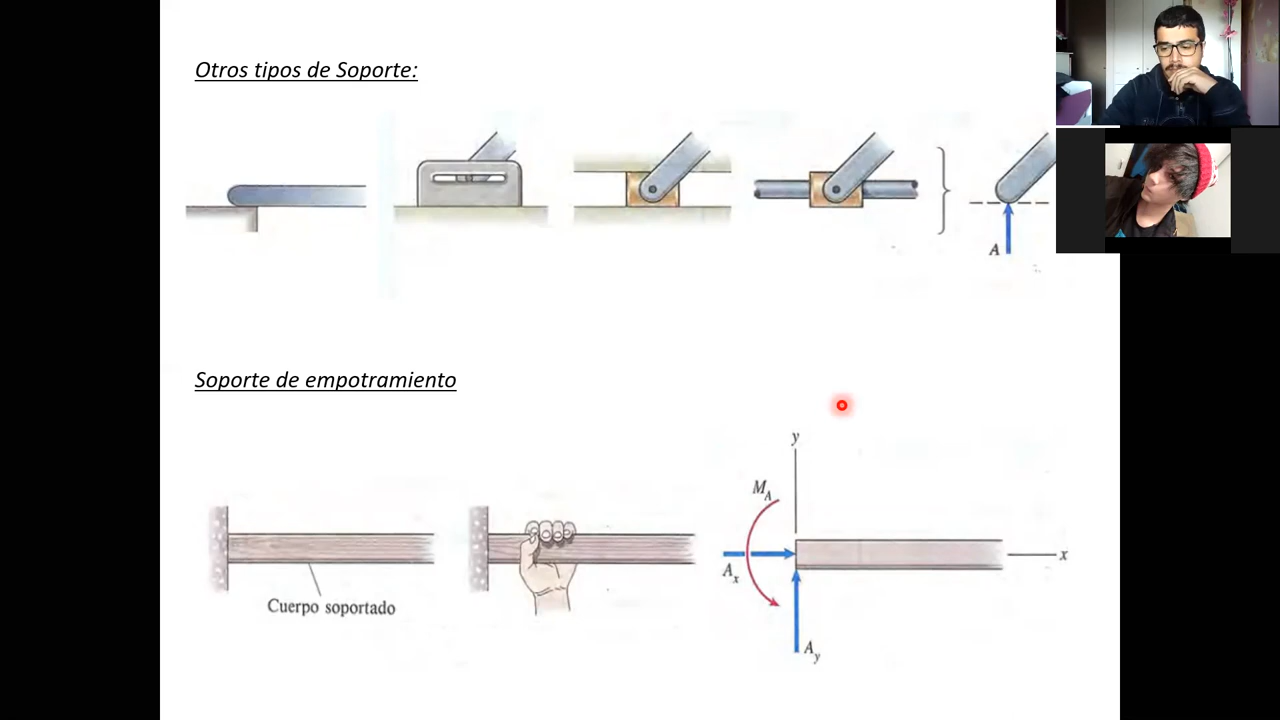 Otros tipos de Soporte:
A
Soporte de empotramiento
y
M_A
A_x
x
Cuerpo soportado
A_y